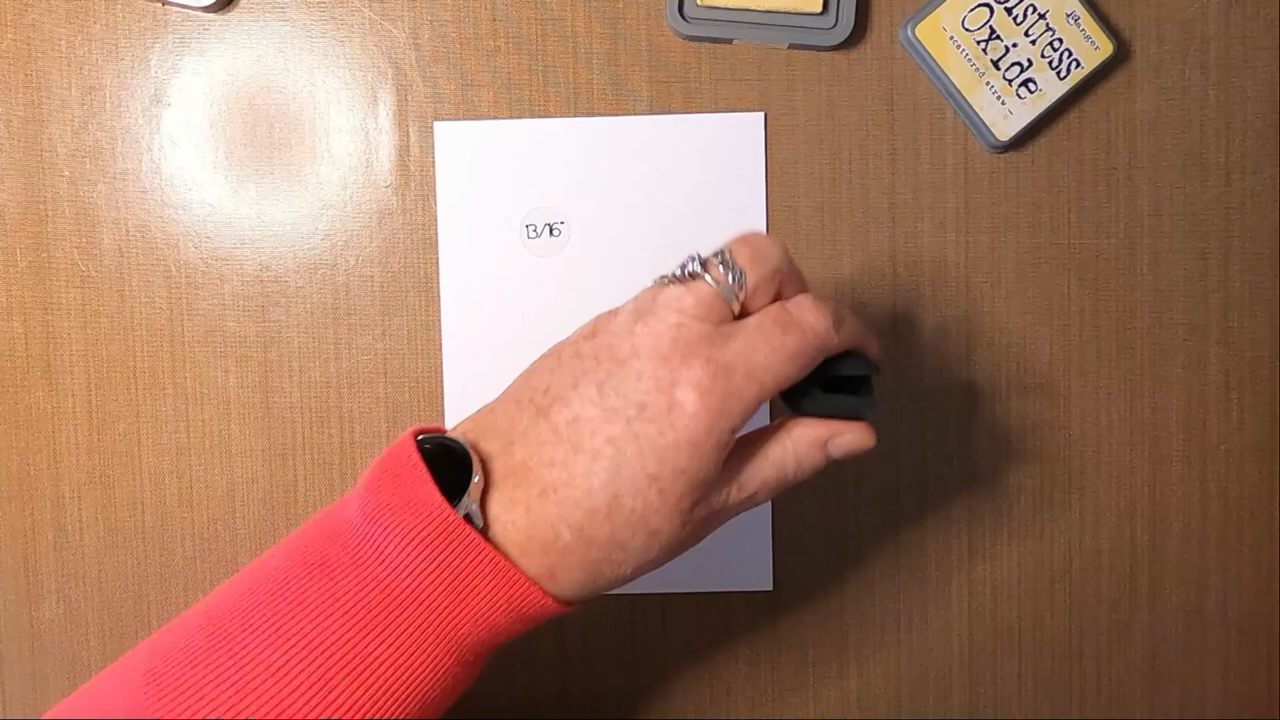 Ranger
Distress
Oxide®
- scattered straw -
13/16"